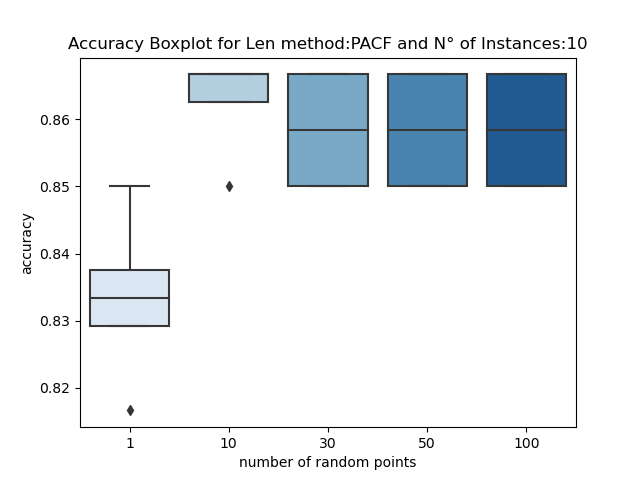 Accuracy Boxplot for Len method:PACF and N° of Instances:10
0.86
0.85
0.84
0.83
0.82
accuracy
1 10 30 50 100
number of random points